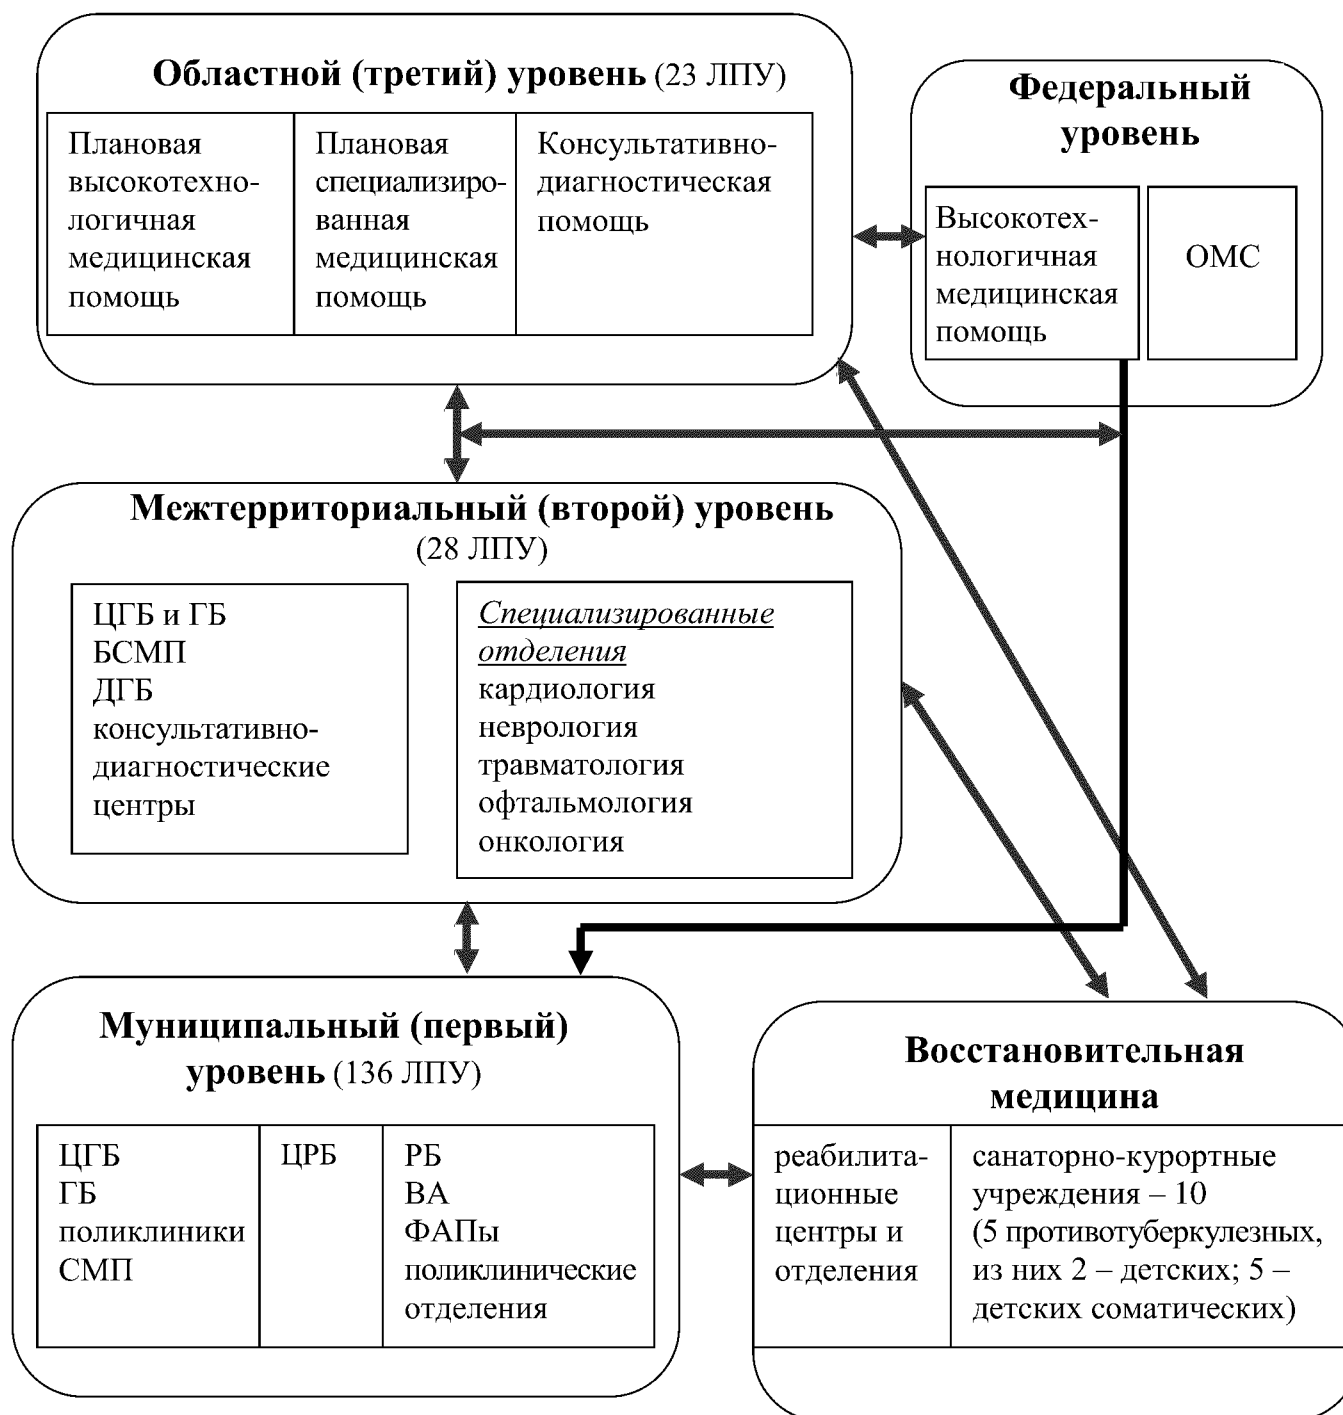 Областной (третий) уровень (23 ЛПУ)
Плановая
высокотехно-
логичная
медицинская
помощь
Плановая
специализиро-
ванная
медицинская
помощь
Консультативно-
диагностическая
помощь
Федеральный
уровень
Высокотех-
нологичная
медицинская
помощь
ОМС
Межтерриториальный (второй) уровень
(28 ЛПУ)
ЦГБ и ГБ
БСМП
ДГБ
консультативно-
диагностические
центры
Специализированные
отделения
кардиология
неврология
травматология
офтальмология
онкология
Муниципальный (первый)
уровень (136 ЛПУ)
ЦГБ
ГБ
поликлиники
СМП
ЦРБ
РБ
ВА
ФАПы
поликлинические
отделения
Восстановительная
медицина
реабилита-
ционные
центры и
отделения
санаторно-курортные
учреждения – 10
(5 противотуберкулезных,
из них 2 – детских; 5 –
детских соматических)